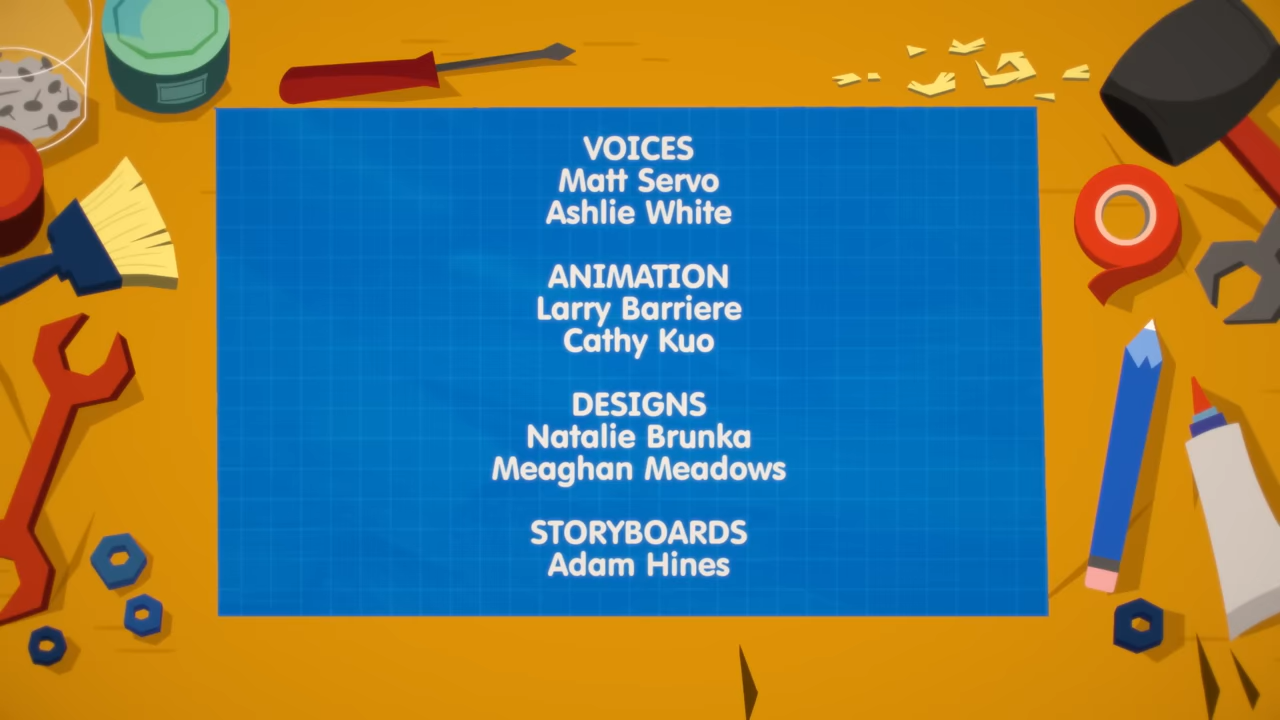 VOICES
Matt Servo
Ashlie White
ANIMATION
Larry Barriere
Cathy Kuo
DESIGNS
Natalie Brunka
Meaghan Meadows
STORYBOARDS
Adam Hines